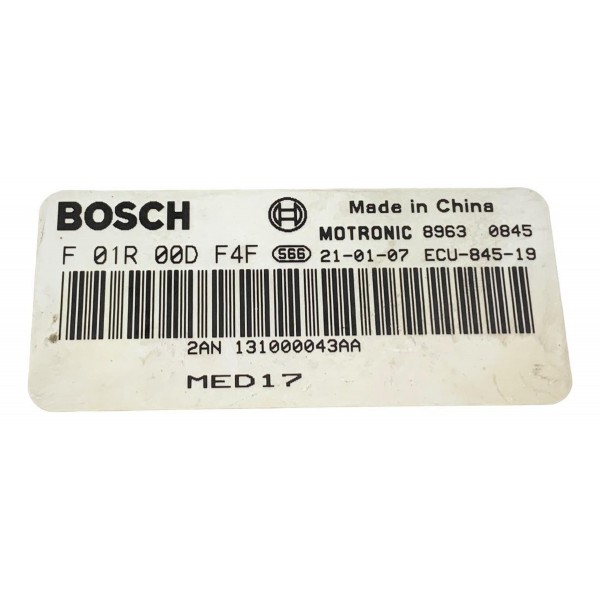 BOSCH Made in China
MOTRONIC 8963 0845
F 01R 00D F4F S66 21-01-07 ECU-845-19
2AN 131000043AA
MED17